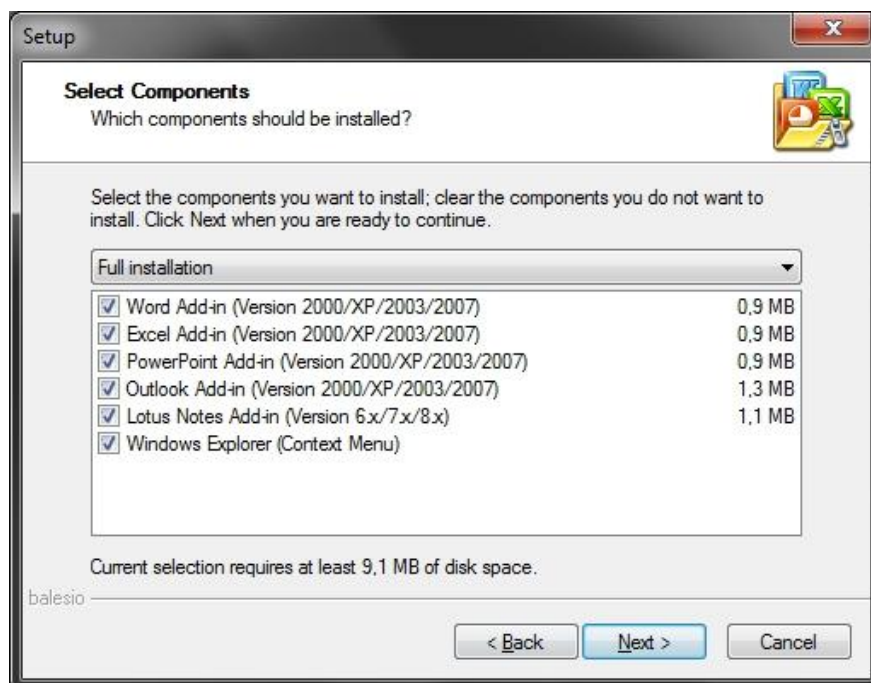 Setup
Select Components
Which components should be installed?
Select the components you want to install; clear the components you do not want to
install. Click Next when you are ready to continue.
Full installation
Word Add-in (Version 2000/XP/2003/2007) 0,9 MB
Excel Add-in (Version 2000/XP/2003/2007) 0,9 MB
PowerPoint Add-in (Version 2000/XP/2003/2007) 0,9 MB
Outlook Add-in (Version 2000/XP/2003/2007) 1,3 MB
Lotus Notes Add-in (Version 6.x/7.x/8.x) 1,1 MB
Windows Explorer (Context Menu)
Current selection requires at least 9,1 MB of disk space.
balesio
< Back Next > Cancel